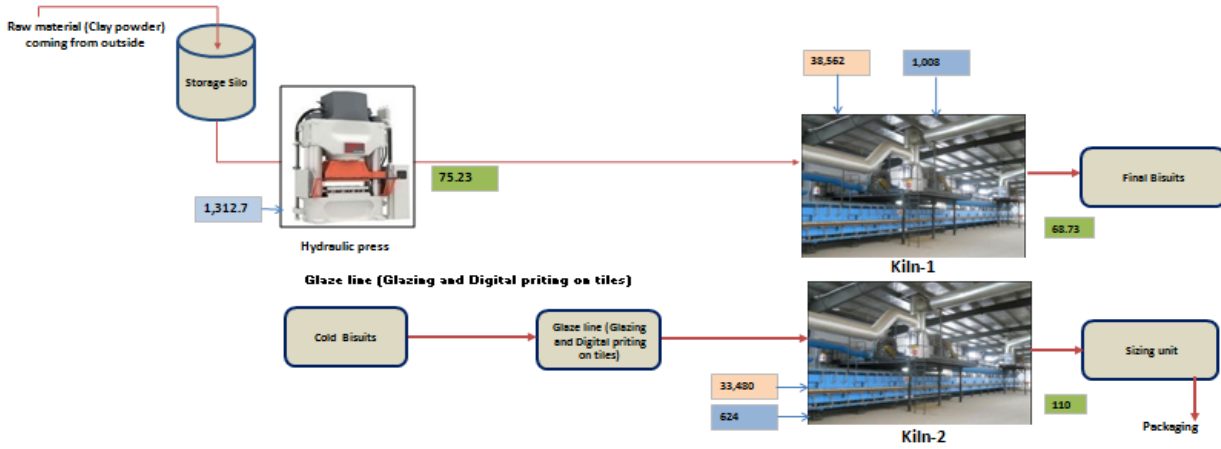 Raw material (Clay powder)
coming from outside
Storage Silo
38,562
1,008
75.23
1,312.7
Final Bisuits
68.73
Hydraulic press
Kiln-1
Glaze line (Glazing and Digital priting on tiles)
Cold Bisuits
Glaze line (Glazing
and Digital priting
on tiles)
Sizing unit
33,480
110
624
Packaging
Kiln-2